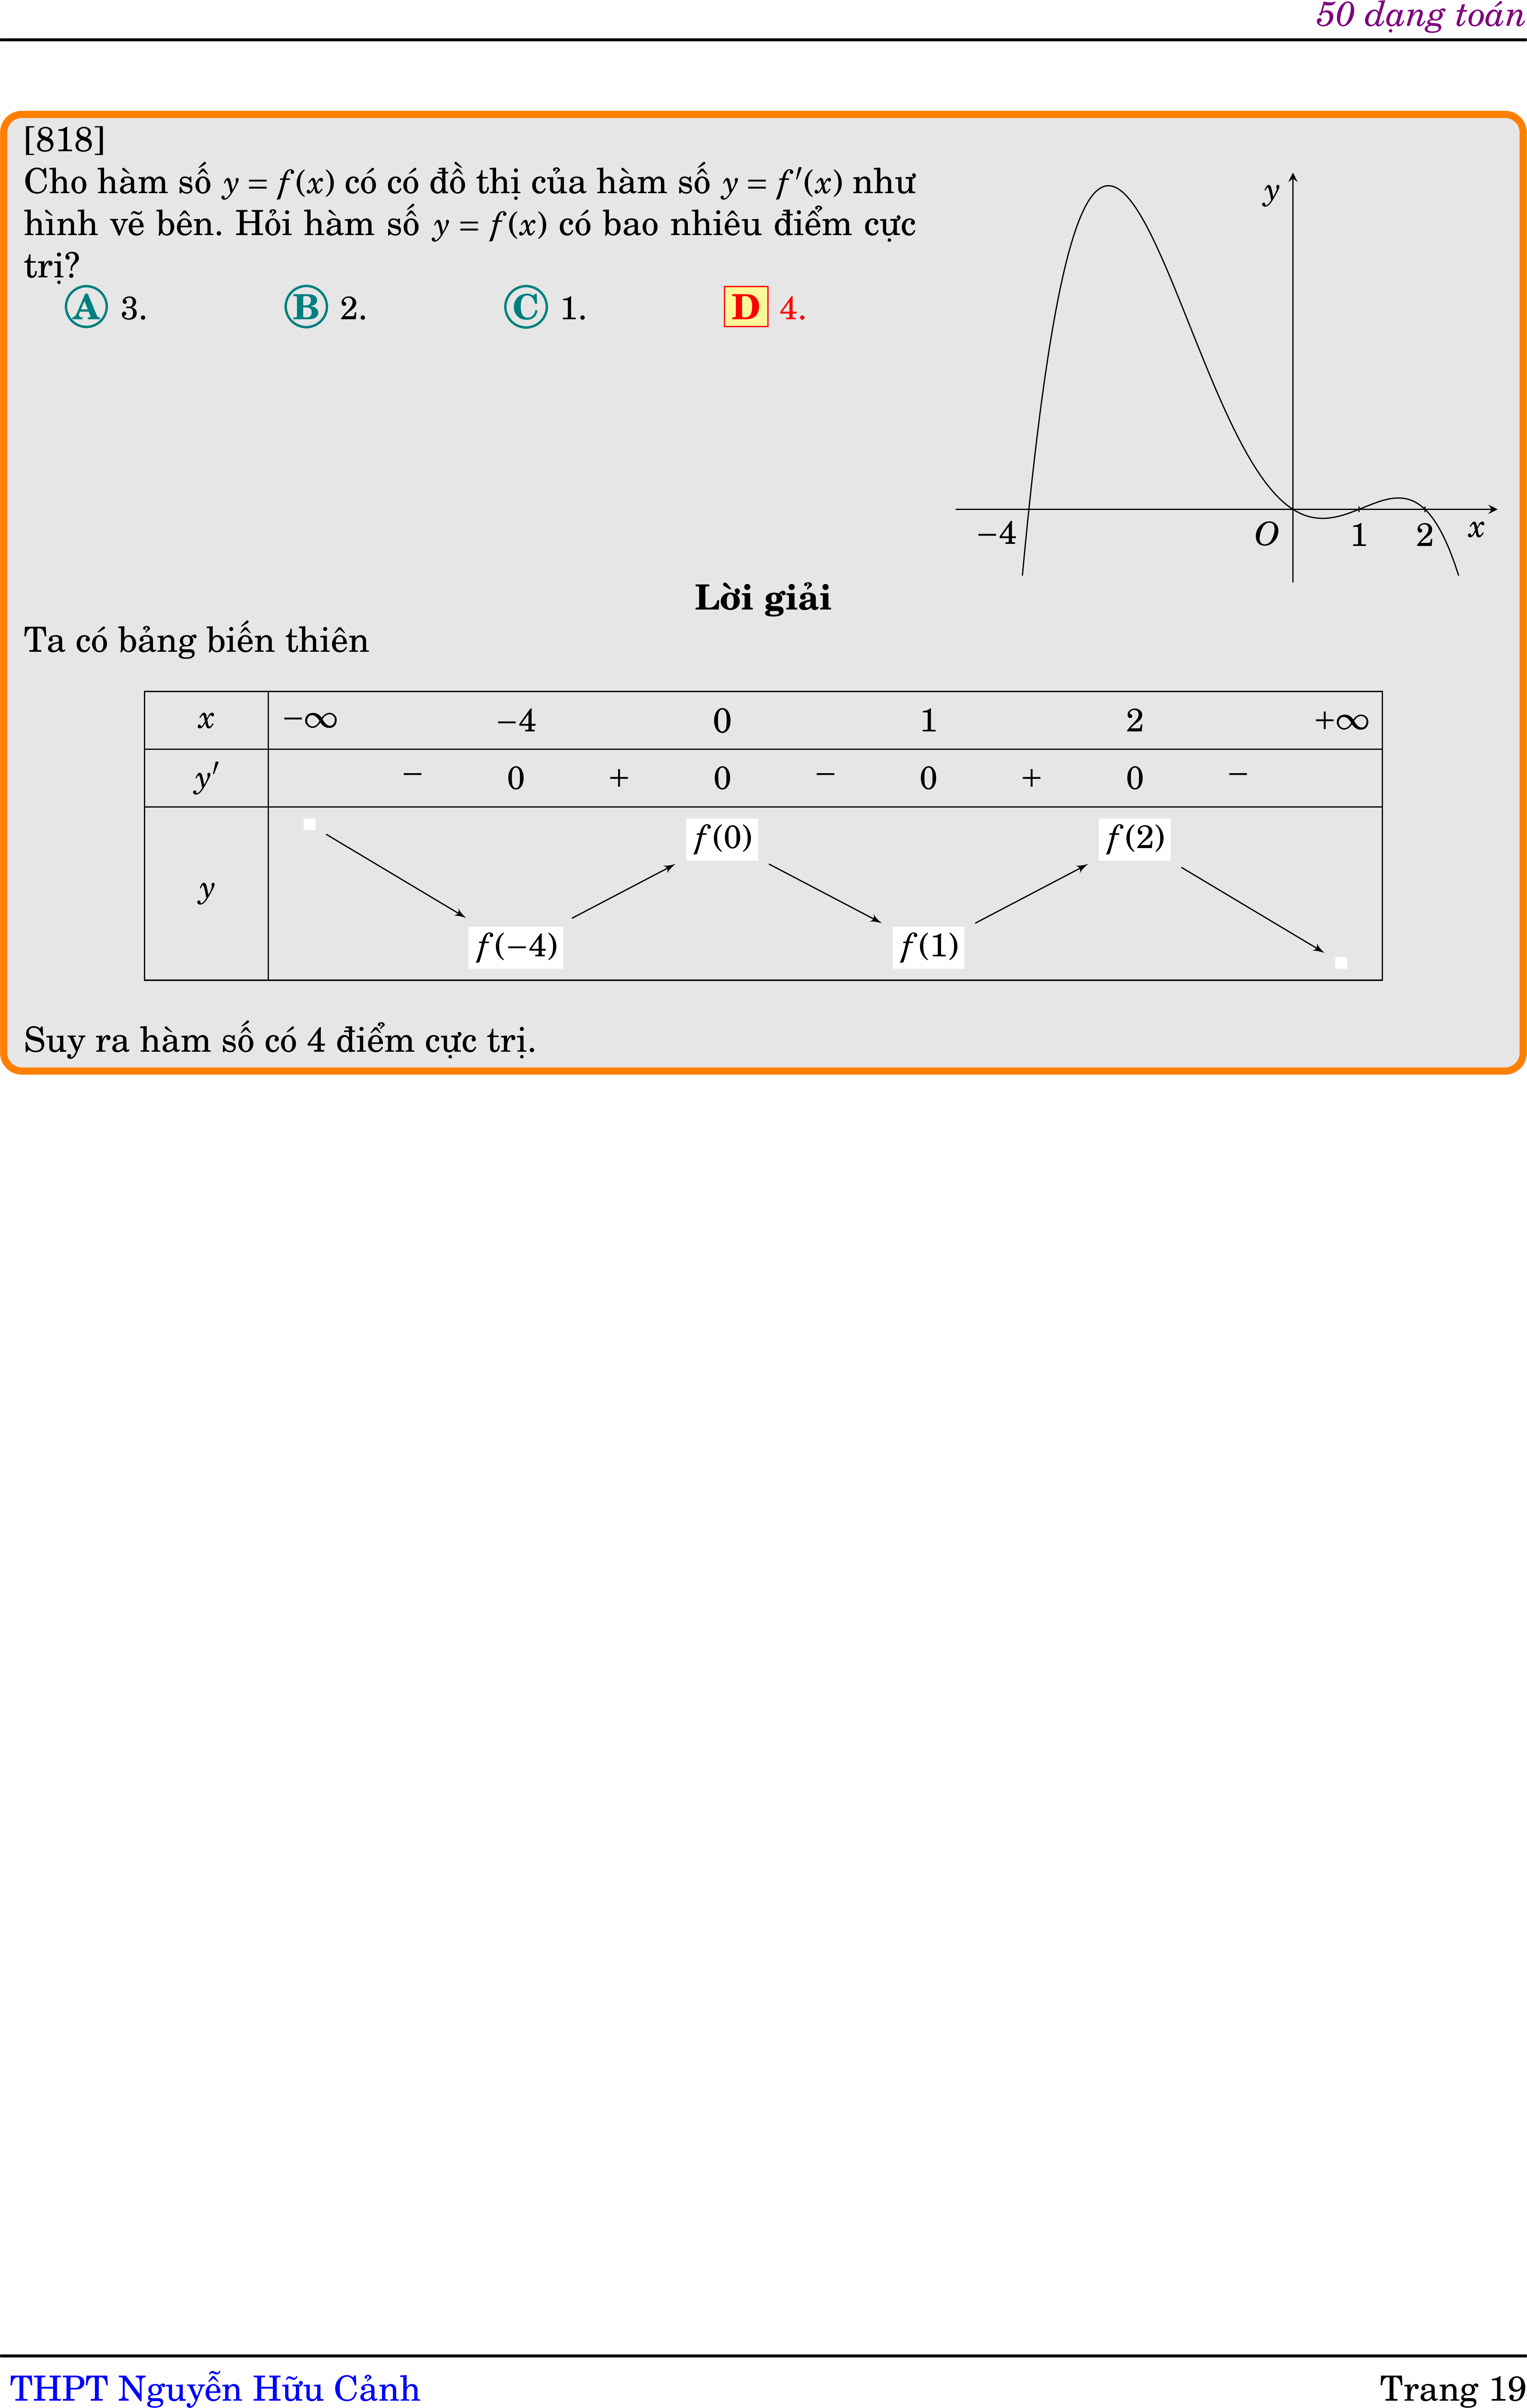 50 dạng toán
[818]
Cho hàm số y = f(x) có có đồ thị của hàm số y = f′(x) như
hình vẽ bên. Hỏi hàm số y = f(x) có bao nhiêu điểm cực
trị?
A 3. B 2. C 1. D 4.
y
−4 O 1 2 x
Lời giải
Ta có bảng biến thiên
x −∞ −4 0 1 2 +∞
y′ − 0 + 0 − 0 + 0 −
f(0) f(2)
y
f(−4) f(1)
Suy ra hàm số có 4 điểm cực trị.
THPT Nguyễn Hữu Cảnh Trang 19